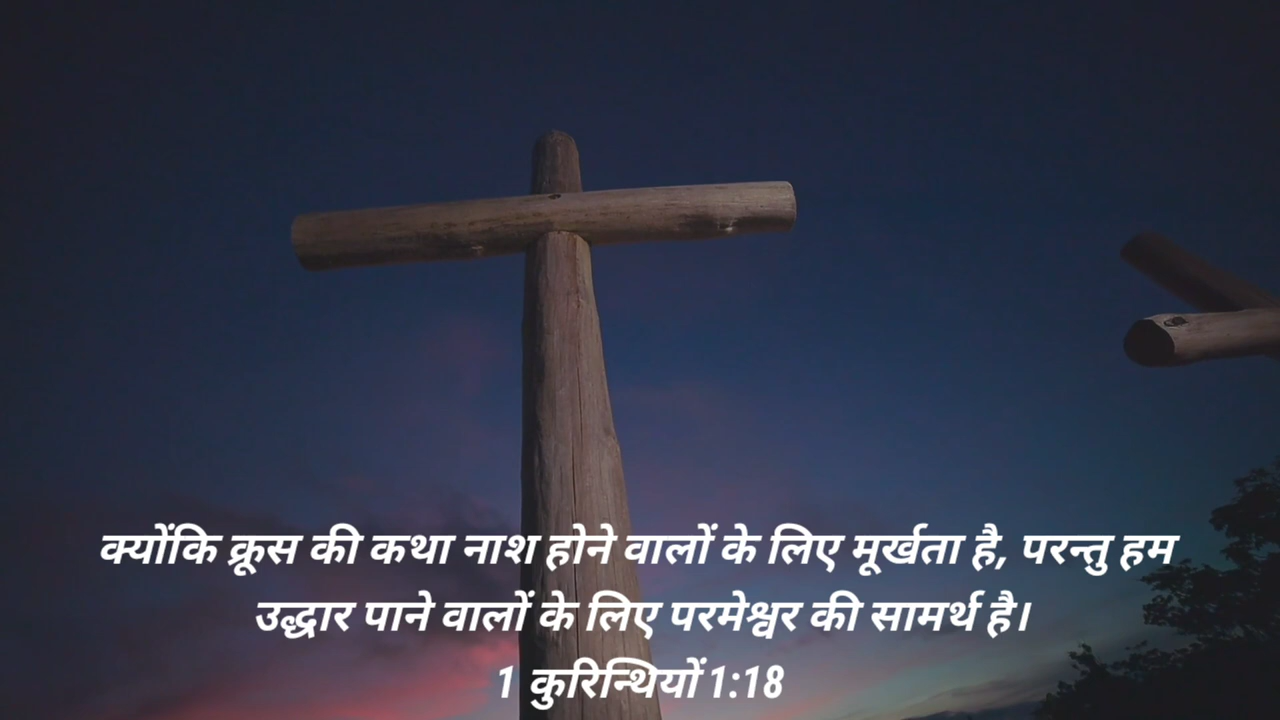 क्योंकि क्रूस की कथा नाश होने वालों के लिए मूर्खता है, परन्तु हम
उद्धार पाने वालों के लिए परमेश्वर की सामर्थ है।
1 कुरिन्थियों 1:18